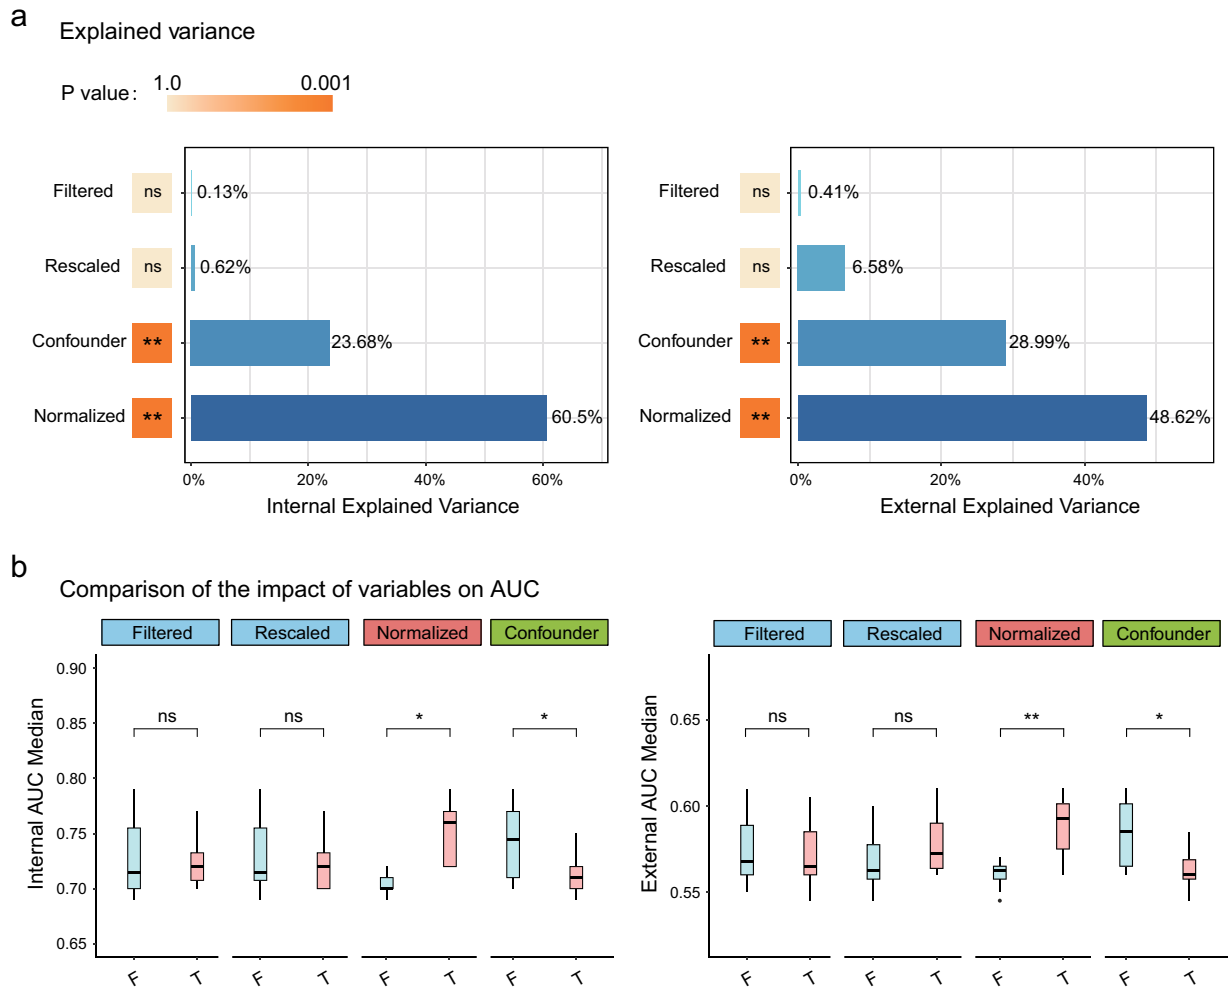 a
Explained variance
P value:
1.0 0.001
Filtered ns 0.13%
Rescaled ns 0.62%
Confounder ** 23.68%
Normalized ** 60.5%
0% 20% 40% 60%
Internal Explained Variance
Filtered ns 0.41%
Rescaled ns 6.58%
Confounder ** 28.99%
Normalized ** 48.62%
0% 20% 40%
External Explained Variance
b
Comparison of the impact of variables on AUC
Filtered Rescaled Normalized Confounder
Internal AUC Median
0.90
0.85
0.80
0.75
0.70
0.65
ns ns * *
F T F T F T F T
Filtered Rescaled Normalized Confounder
External AUC Median
0.65
0.60
0.55
ns ns ** *
F T F T F T F T